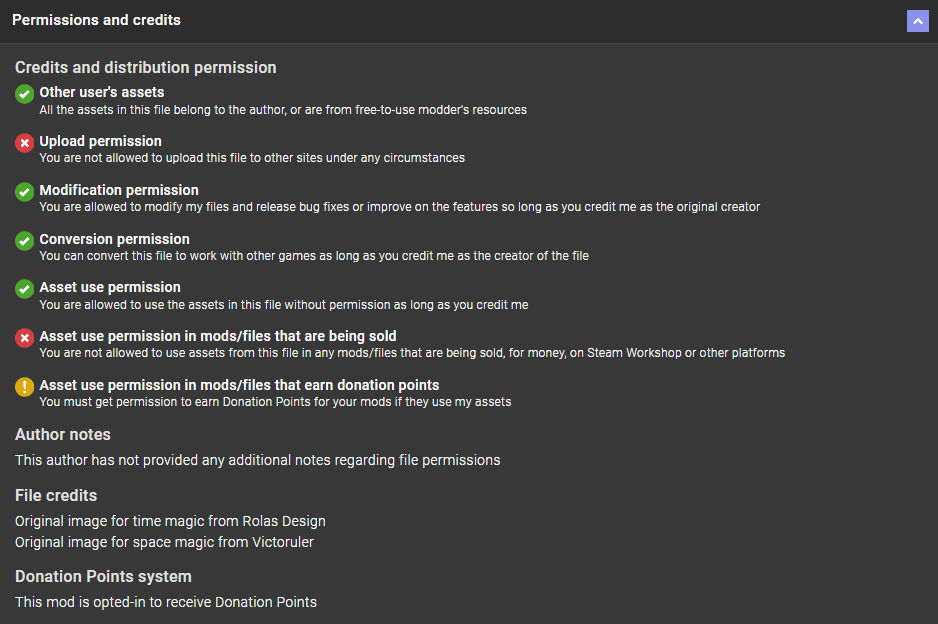 Permissions and credits
Credits and distribution permission
Other user's assets
All the assets in this file belong to the author, or are from free-to-use modder's resources
Upload permission
You are not allowed to upload this file to other sites under any circumstances
Modification permission
You are allowed to modify my files and release bug fixes or improve on the features so long as you credit me as the original creator
Conversion permission
You can convert this file to work with other games as long as you credit me as the creator of the file
Asset use permission
You are allowed to use the assets in this file without permission as long as you credit me
Asset use permission in mods/files that are being sold
You are not allowed to use assets from this file in any mods/files that are being sold, for money, on Steam Workshop or other platforms
Asset use permission in mods/files that earn donation points
You must get permission to earn Donation Points for your mods if they use my assets
Author notes
This author has not provided any additional notes regarding file permissions
File credits
Original image for time magic from Rolas Design
Original image for space magic from Victoruler
Donation Points system
This mod is opted-in to receive Donation Points